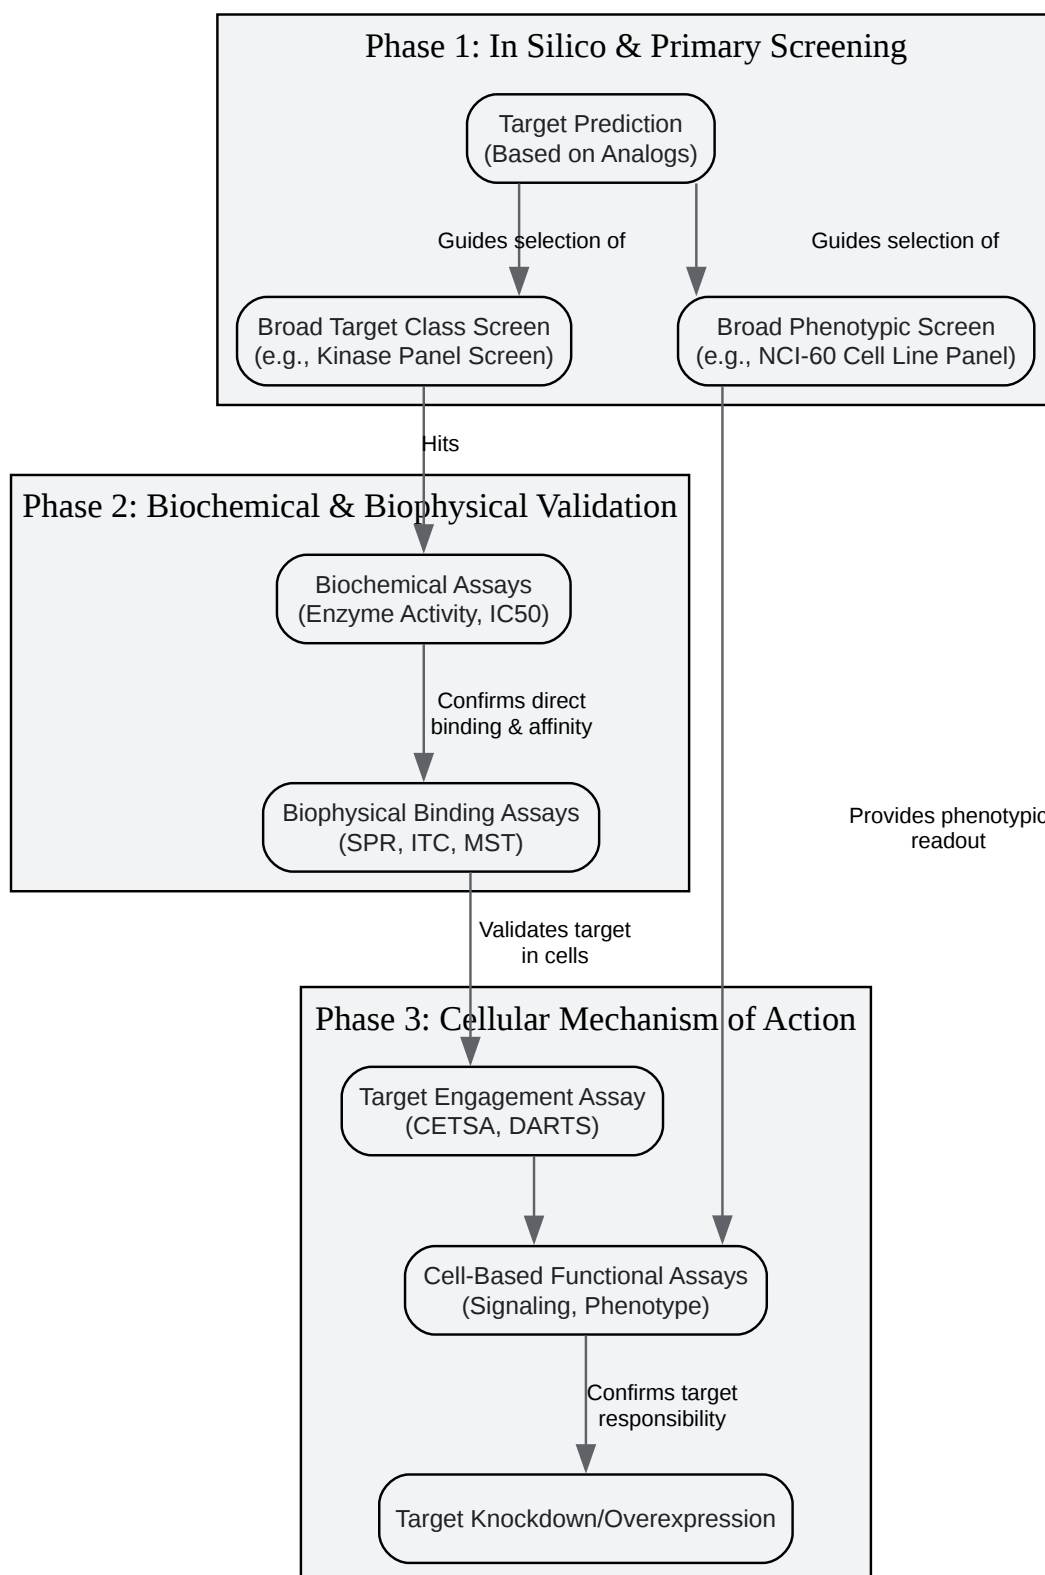 Phase 1: In Silico & Primary Screening
Target Prediction
(Based on Analogs)
Guides selection of
Guides selection of
Broad Target Class Screen
(e.g., Kinase Panel Screen)
Broad Phenotypic Screen
(e.g., NCI-60 Cell Line Panel)
Hits
Phase 2: Biochemical & Biophysical Validation
Biochemical Assays
(Enzyme Activity, IC50)
Confirms direct
binding & affinity
Biophysical Binding Assays
(SPR, ITC, MST)
Provides phenotypic
readout
Validates target
in cells
Phase 3: Cellular Mechanism of Action
Target Engagement Assay
(CETSA, DARTS)
Cell-Based Functional Assays
(Signaling, Phenotype)
Confirms target
responsibility
Target Knockdown/Overexpression